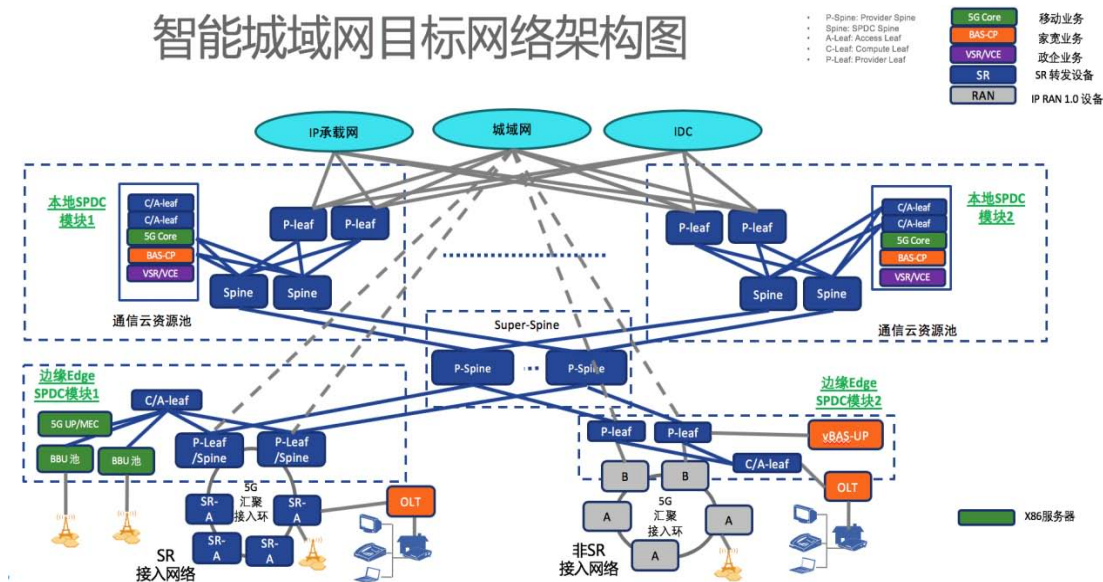 智能城域网目标网络架构图
• P-Spine: Provider Spine
• Spine: SPDC Spine
• A-Leaf: Access Leaf
• C-Leaf: Compute Leaf
• P-Leaf: Provider Leaf
5G Core 移动业务
BAS-CP 家宽业务
VSR/VCE 政企业务
SR SR 转发设备
RAN IP RAN 1.0 设备
IP承载网
城域网
IDC
本地SPDC
模块1
C/A-leaf
C/A-leaf
5G Core
BAS-CP
VSR/VCE
通信云资源池
P-leaf
P-leaf
Spine
Spine
P-leaf
P-leaf
Spine
Spine
C/A-leaf
C/A-leaf
5G Core
BAS-CP
VSR/VCE
通信云资源池
本地SPDC
模块2
Super-Spine
P-Spine
P-Spine
边缘Edge
SPDC模块1
C/A-leaf
5G UP/MEC
BBU 池
BBU 池
P-Leaf
/Spine
P-Leaf
/Spine
5G
汇聚
接入环
SR-
A
SR-
A
SR-
A
SR-
A
SR-
A
OLT
SR
接入网络
边缘Edge
SPDC模块2
P-leaf
P-leaf
vBAS-UP
C/A-leaf
OLT
B
B
5G
汇聚
接入环
A
A
A
非SR
接入网络
X86服务器